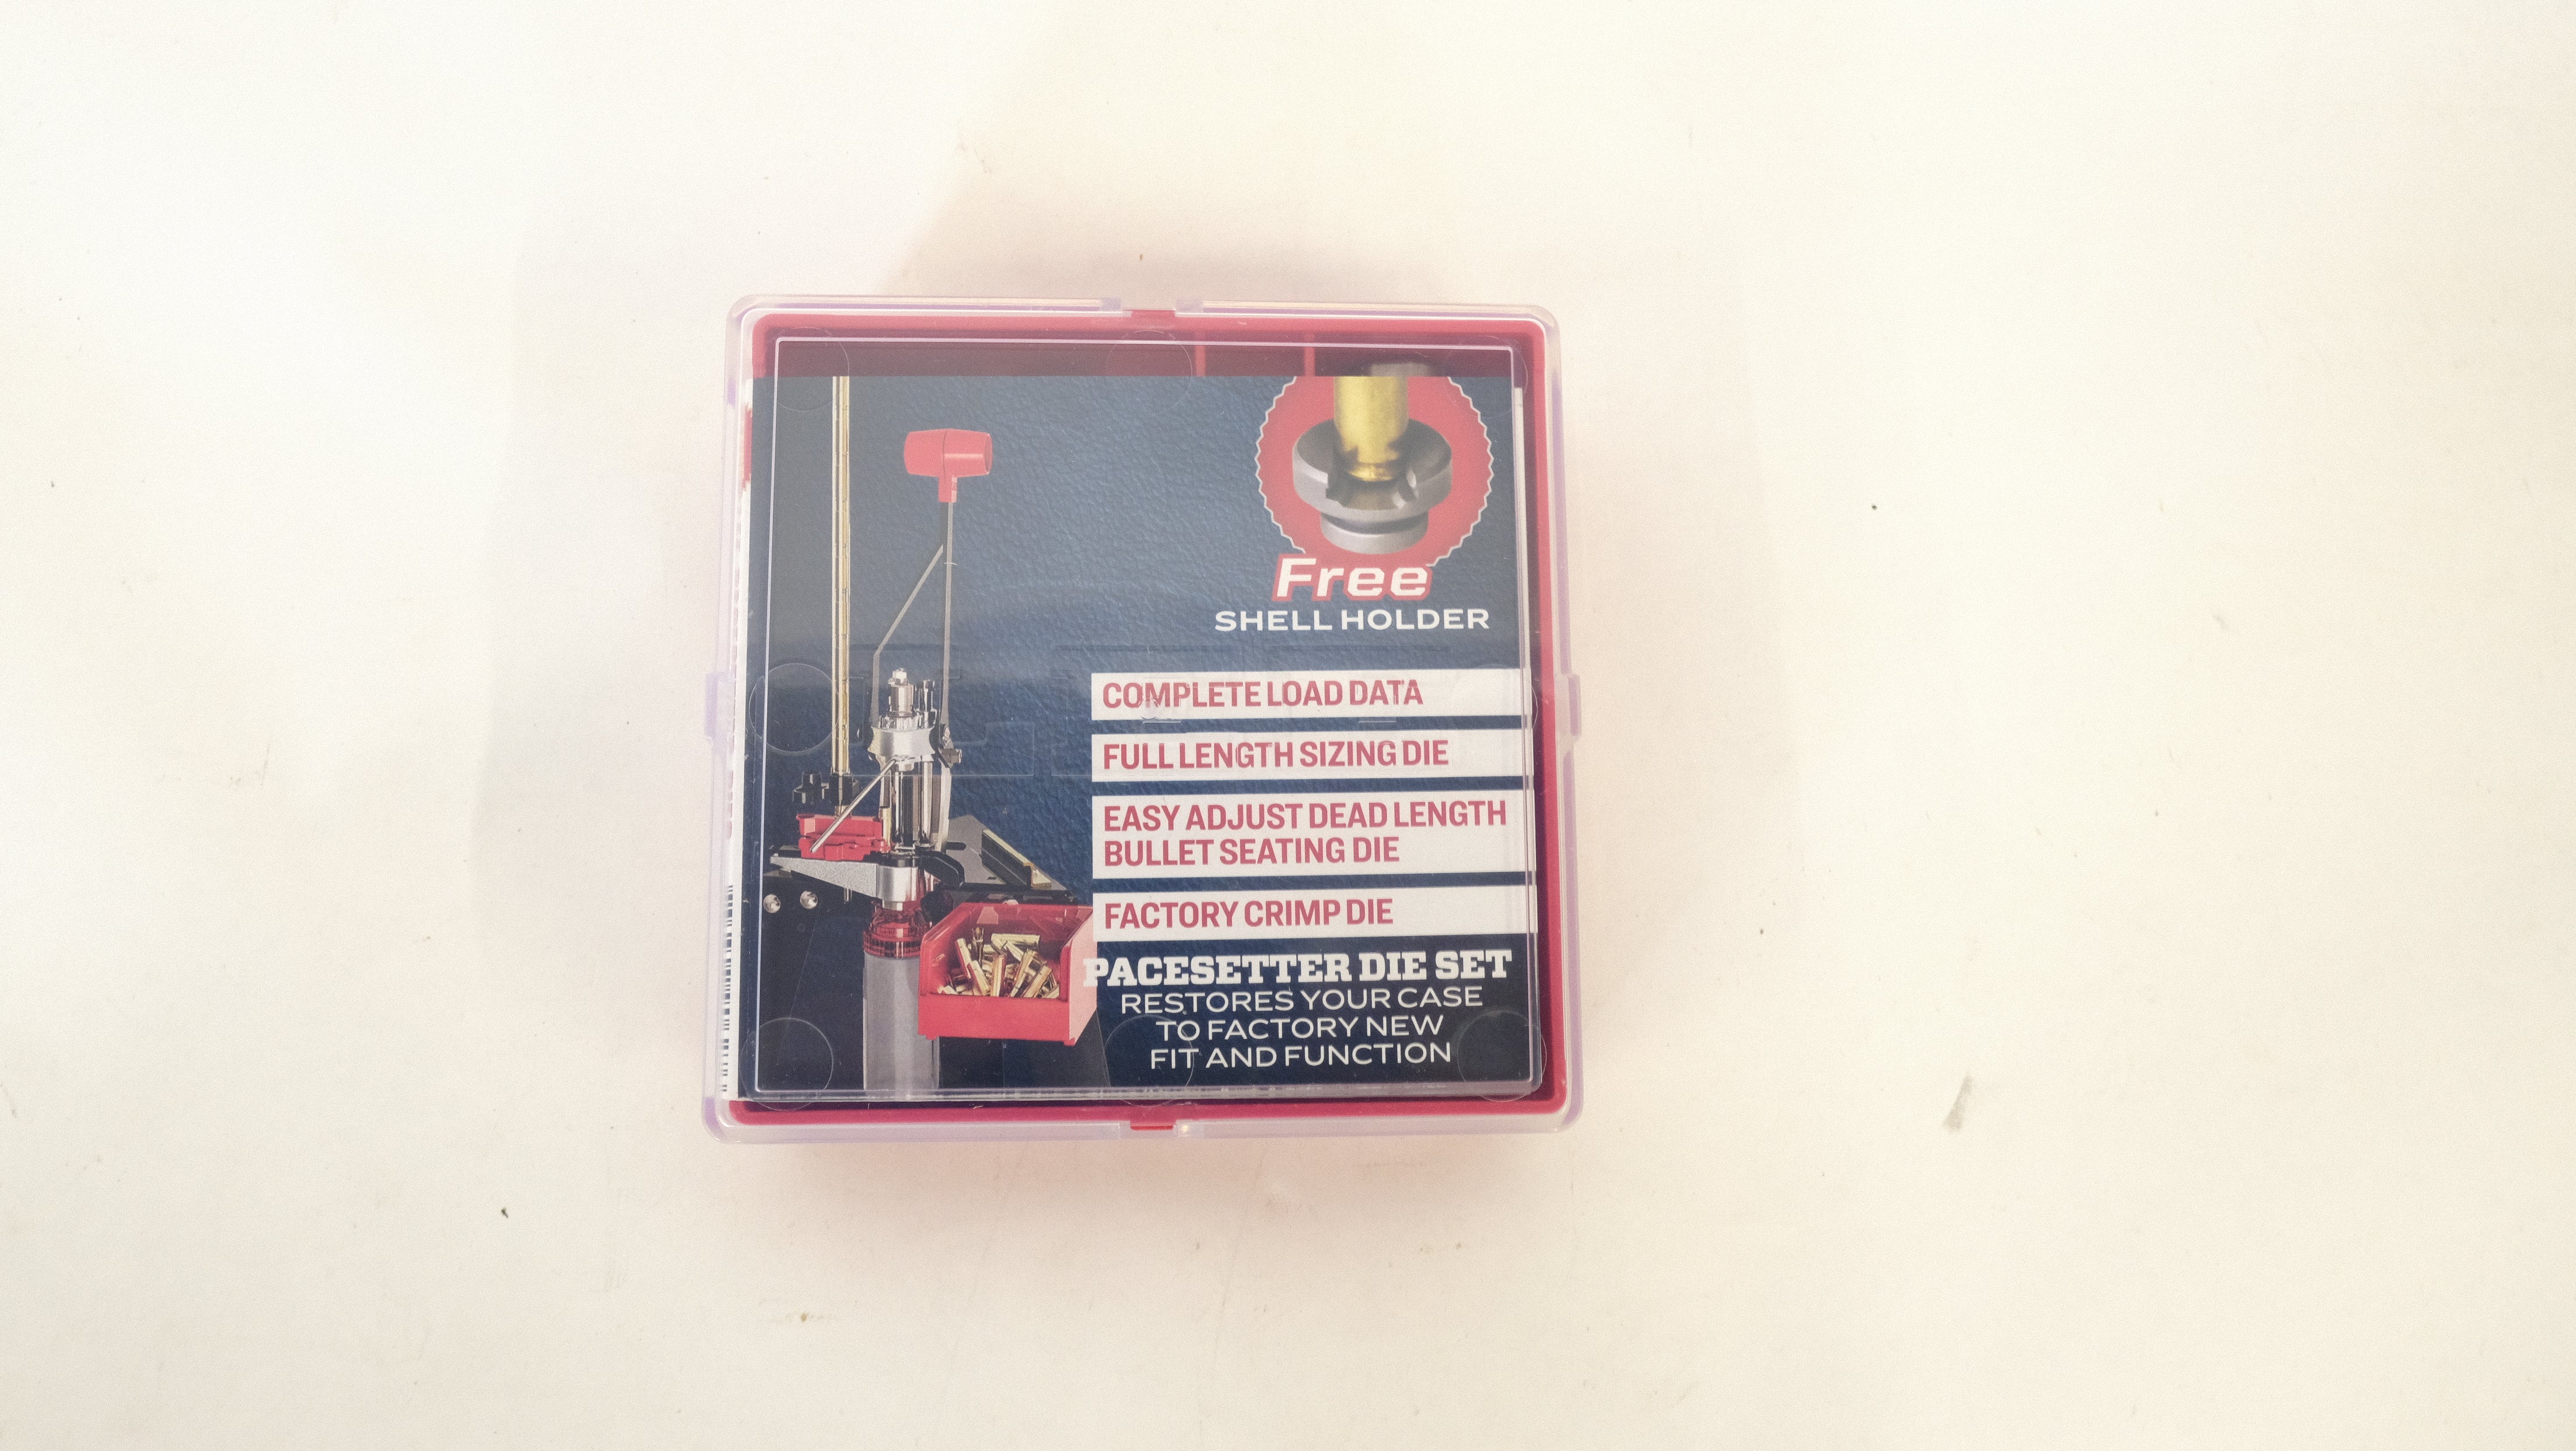 Free
SHELL HOLDER
COMPLETE LOAD DATA
FULL LENGTH SIZING DIE
EASY ADJUST DEAD LENGTH
BULLET SEATING DIE
FACTORY CRIMP DIE
PACESETTER DIE SET
RESTORES YOUR CASE
TO FACTORY NEW
FIT AND FUNCTION